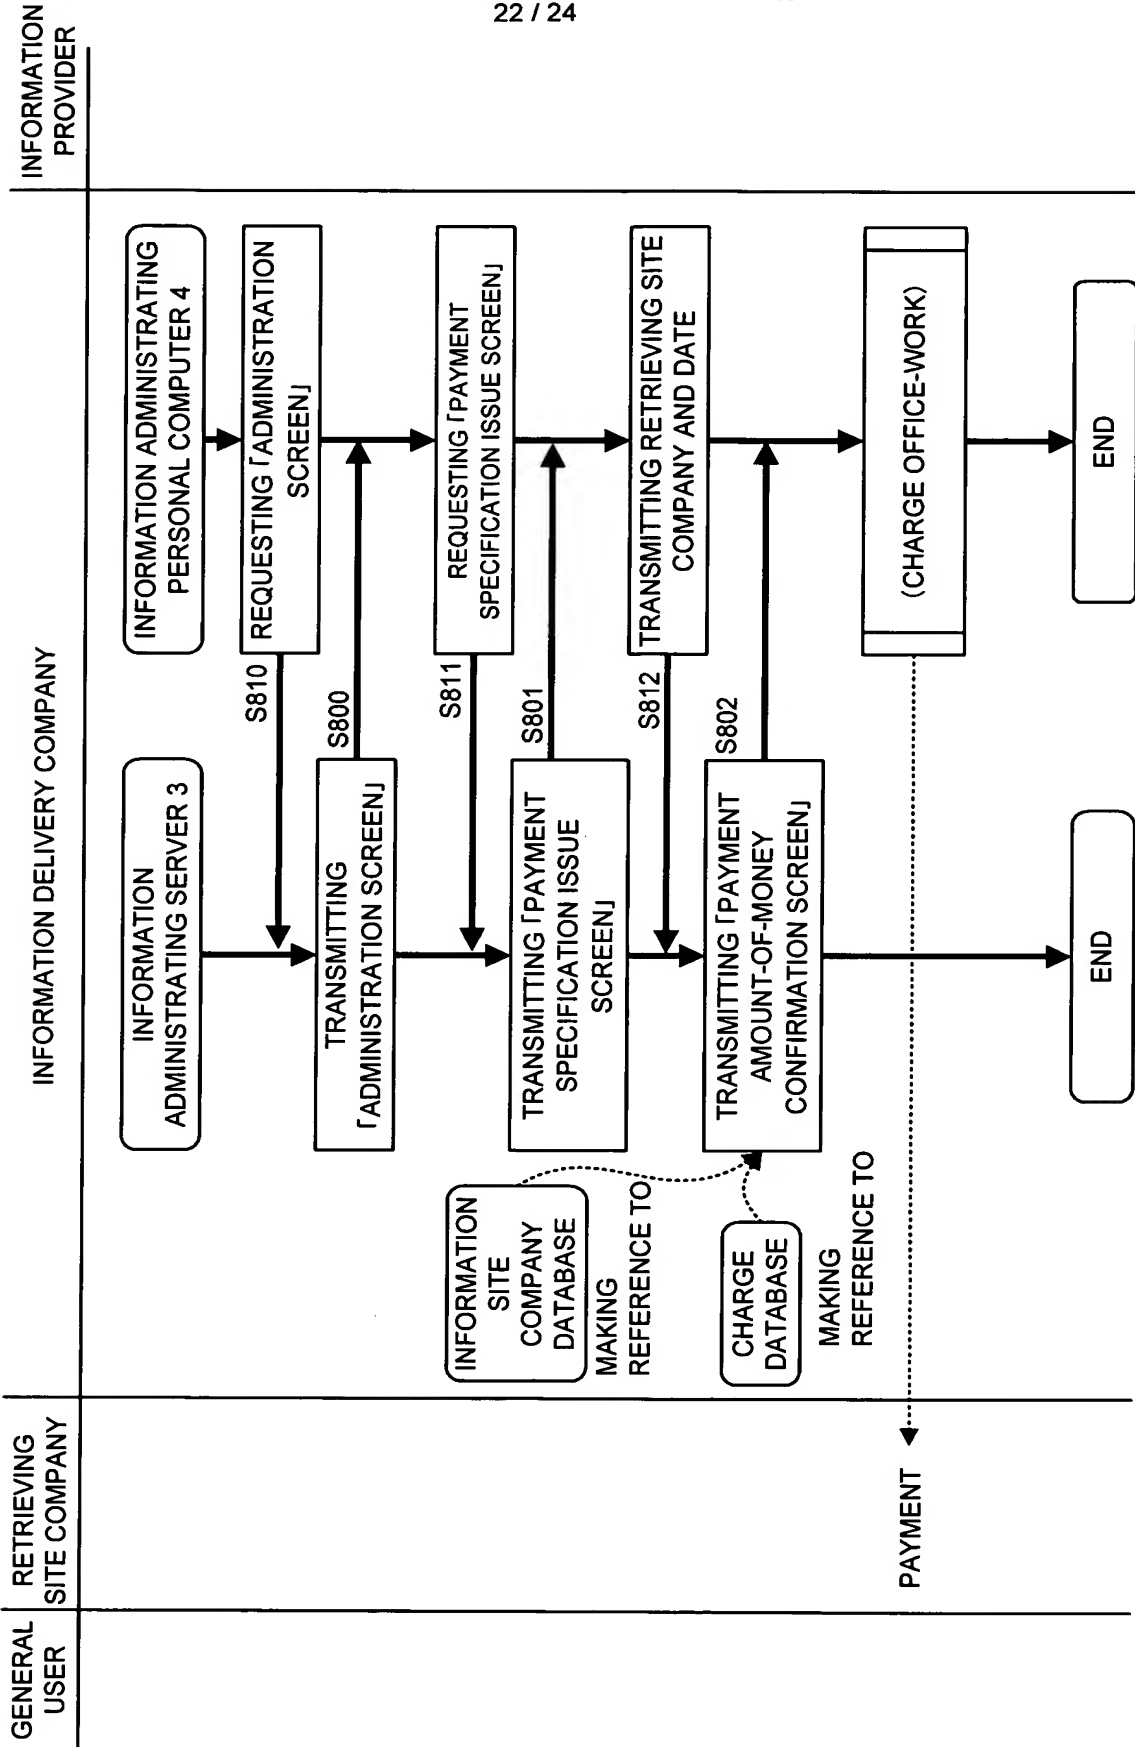 22 / 24
GENERAL
USER
RETRIEVING
SITE COMPANY
INFORMATION DELIVERY COMPANY
INFORMATION
PROVIDER
INFORMATION
ADMINISTRATING SERVER 3
INFORMATION ADMINISTRATING
PERSONAL COMPUTER 4
REQUESTING「ADMINISTRATION
SCREEN」
S810
TRANSMITTING
「ADMINISTRATION SCREEN」
S800
REQUESTING「PAYMENT
SPECIFICATION ISSUE SCREEN」
S811
INFORMATION
SITE
COMPANY
DATABASE
MAKING
REFERENCE TO
TRANSMITTING「PAYMENT
SPECIFICATION ISSUE
SCREEN」
S801
TRANSMITTING RETRIEVING SITE
COMPANY AND DATE
S812
CHARGE
DATABASE
MAKING
REFERENCE TO
TRANSMITTING「PAYMENT
AMOUNT-OF-MONEY
CONFIRMATION SCREEN」
S802
PAYMENT
(CHARGE OFFICE-WORK)
END
END